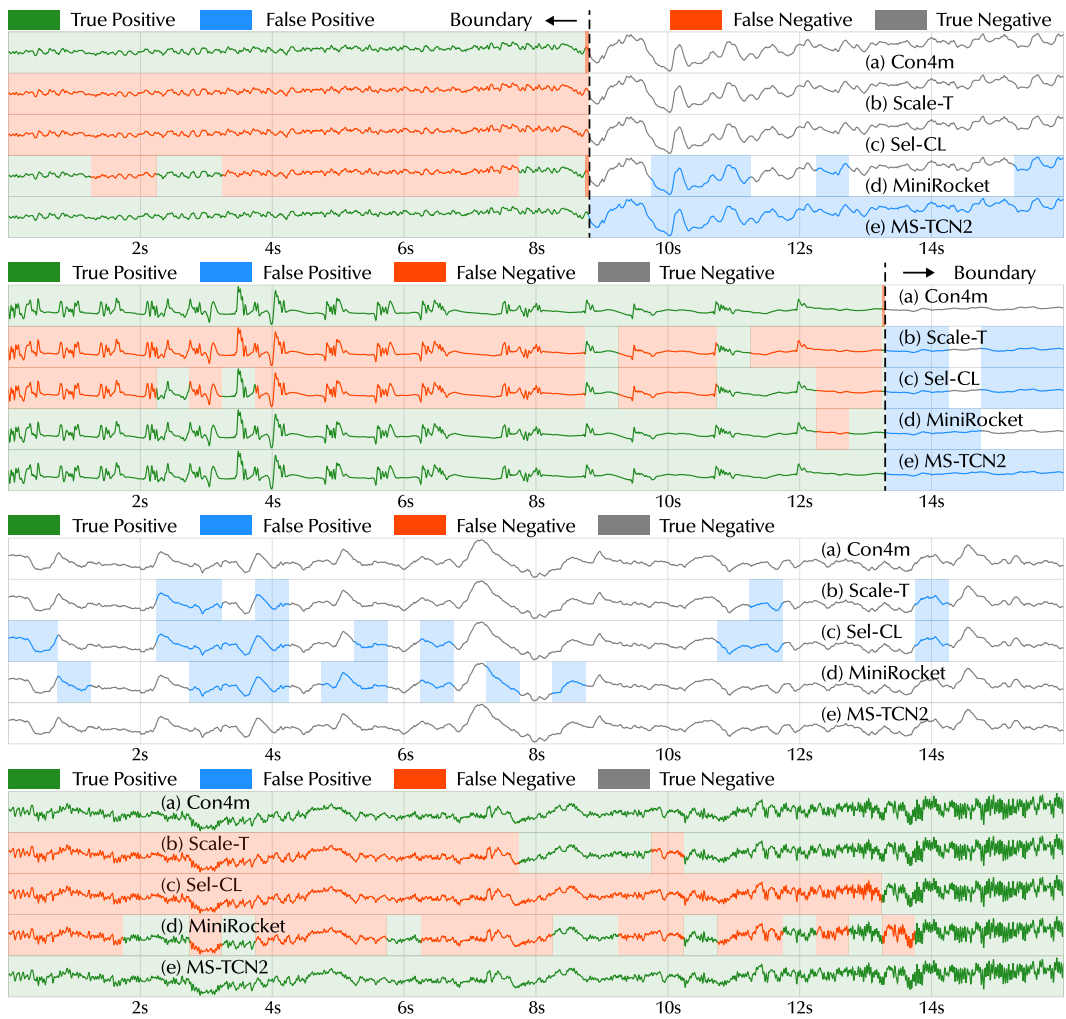 True Positive False Positive Boundary ← False Negative True Negative
(a) Con4m
(b) Scale-T
(c) Sel-CL
(d) MiniRocket
(e) MS-TCN2
2s 4s 6s 8s 10s 12s 14s
True Positive False Positive False Negative True Negative → Boundary
(a) Con4m
(b) Scale-T
(c) Sel-CL
(d) MiniRocket
(e) MS-TCN2
2s 4s 6s 8s 10s 12s 14s
True Positive False Positive False Negative True Negative
(a) Con4m
(b) Scale-T
(c) Sel-CL
(d) MiniRocket
(e) MS-TCN2
2s 4s 6s 8s 10s 12s 14s
True Positive False Positive False Negative True Negative
(a) Con4m
(b) Scale-T
(c) Sel-CL
(d) MiniRocket
(e) MS-TCN2
2s 4s 6s 8s 10s 12s 14s